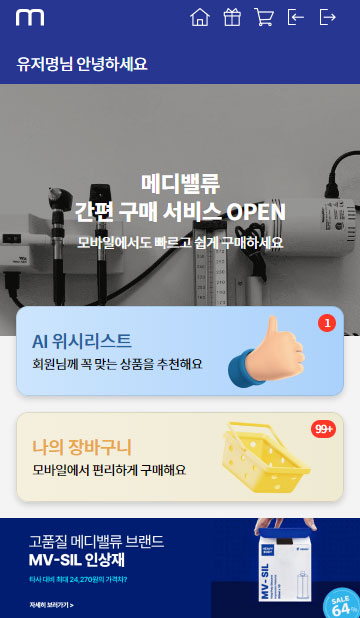 m
유저명님 안녕하세요
메디밸류
간편 구매 서비스 OPEN
모바일에서도 빠르고 쉽게 구매하세요
1
AI 위시리스트
회원님께 꼭 맞는 상품을 추천해요
99+
나의 장바구니
모바일에서 편리하게 구매해요
고품질 메디밸류 브랜드
MV-SIL 인상재
타사 대비 최대 24,270원의 가격차?
자세히 보러가기 >
MV-SIL
SALE
64%